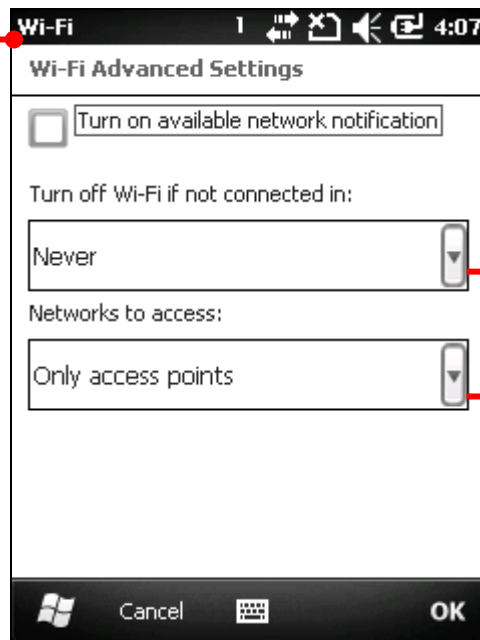 Wi-Fi 1 4:07
Wi-Fi Advanced Settings
Turn on available network notification
Turn off Wi-Fi if not connected in:
Never
Networks to access:
Only access points
Cancel OK